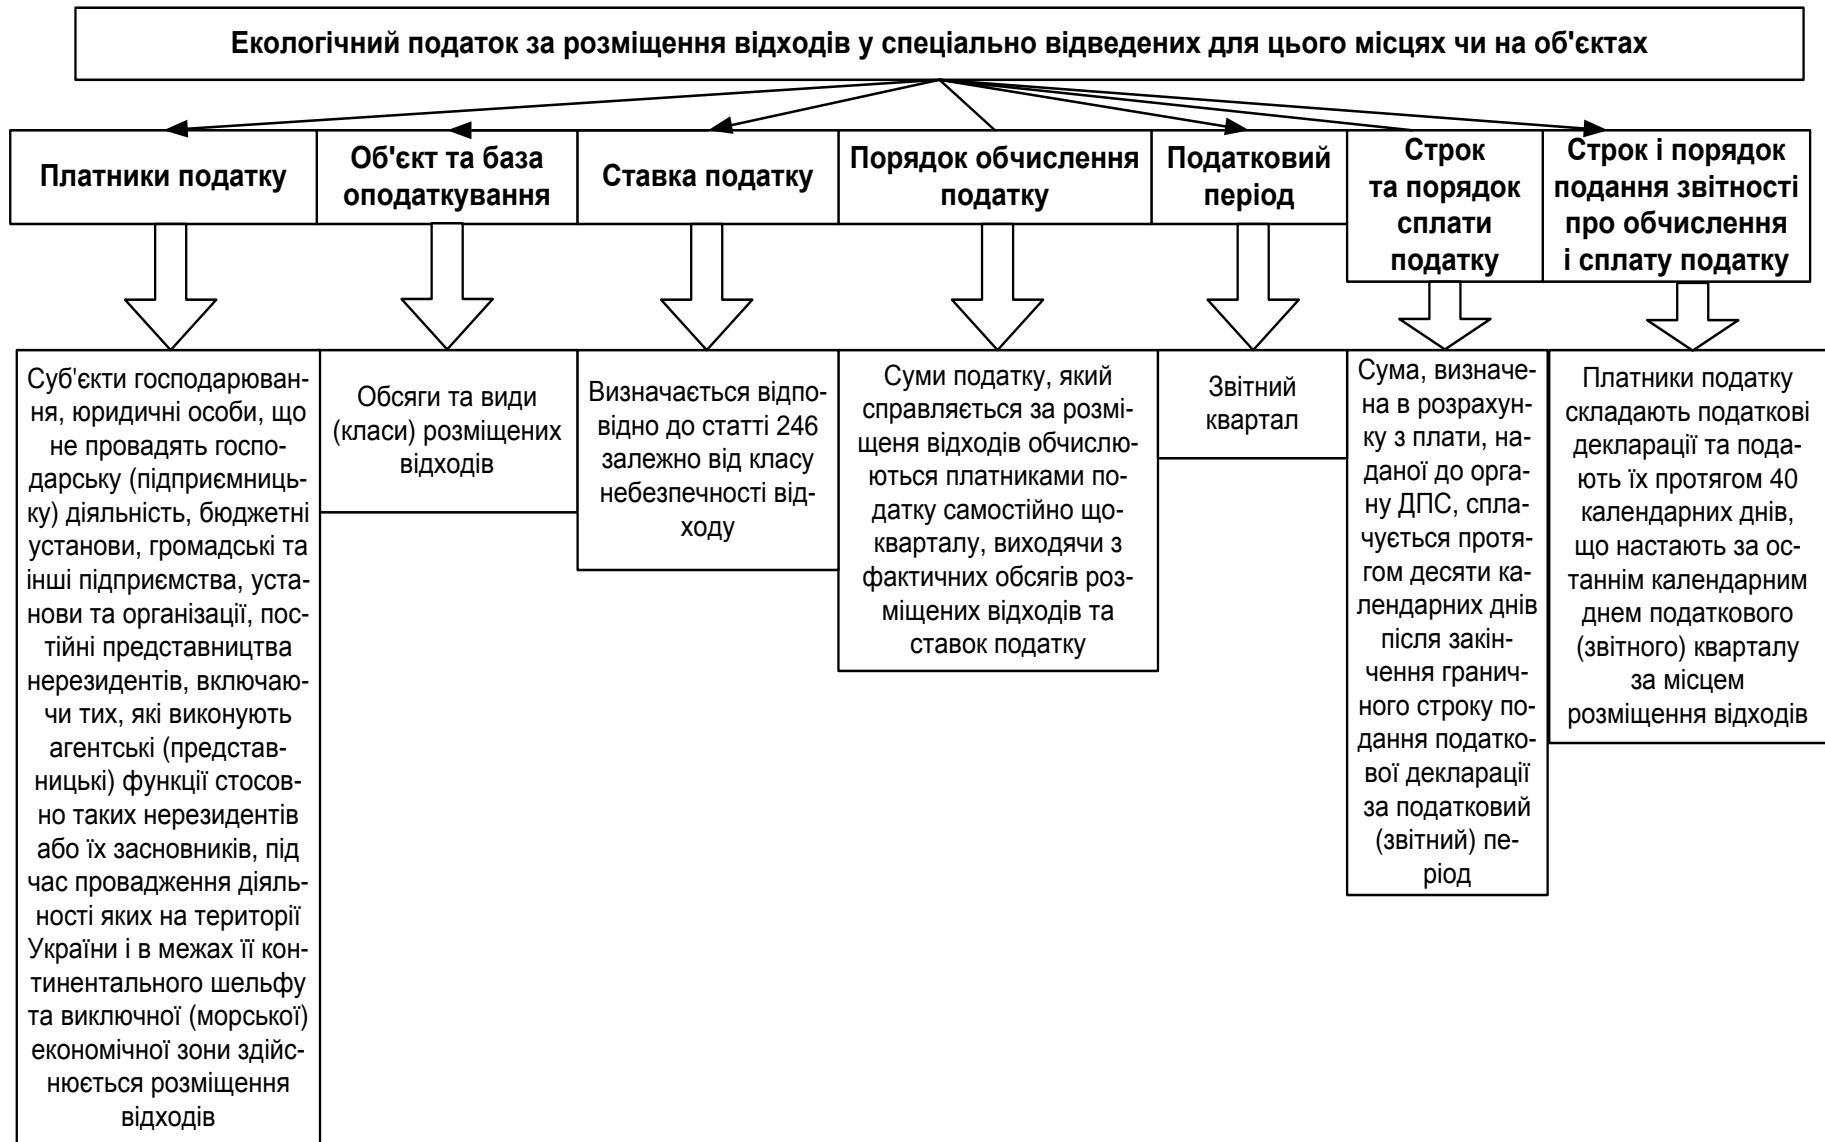 Екологічний податок за розміщення відходів у спеціально відведених для цього місцях чи на об'єктах
Платники податку
Об'єкт та база
оподаткування
Ставка податку
Порядок обчислення
податку
Податковий
період
Строк
та порядок
сплати
податку
Строк і порядок
подання звітності
про обчислення
і сплату податку
Суб'єкти господарюван-
ня, юридичні особи, що
не провадять госпо-
дарську (підприємниць-
ку) діяльність, бюджетні
установи, громадські та
інші підприємства, уста-
нови та організації, пос-
тійні представництва
нерезидентів, включаю-
чи тих, які виконують
агентські (представ-
ницькі) функції стосов-
но таких нерезидентів
або їх засновників, під
час провадження діяль-
ності яких на території
України і в межах її кон-
тинентального шельфу
та виключної (морської)
економічної зони здійс-
нюється розміщення
відходів
Обсяги та види
(класи) розміщених
відходів
Визначається відпо-
відно до статті 246
залежно від класу
небезпечності від-
ходу
Суми податку, який
справляється за розмі-
щеня відходів обчислю-
ються платниками по-
датку самостійно що-
кварталу, виходячи з
фактичних обсягів роз-
міщених відходів та
ставок податку
Звітний
квартал
Сума, визначе-
на в розрахун-
ку з плати, на-
даної до орга-
ну ДПС, спла-
чується протя-
гом десяти ка-
лендарних днів
після закін-
чення гранич-
ного строку по-
дання податко-
вої декларації
за податковий
(звітний) пе-
ріод
Платники податку
складають податкові
декларації та пода-
ють їх протягом 40
календарних днів,
що настають за ос-
таннім календарним
днем податкового
(звітного) кварталу
за місцем
розміщення відходів